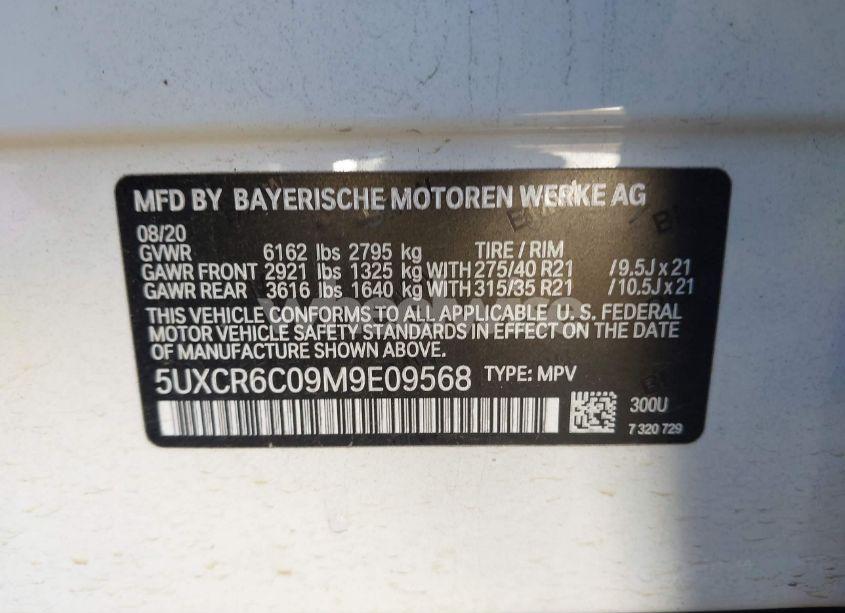 MFD BY BAYERISCHE MOTOREN WERKE AG
08/20
GVWR 6162 lbs 2795 kg TIRE / RIM
GAWR FRONT 2921 lbs 1325 kg WITH 275/40 R21 /9.5J x 21
GAWR REAR 3616 lbs 1640 kg WITH 315/35 R21 /10.5J x 21
THIS VEHICLE CONFORMS TO ALL APPLICABLE U. S. FEDERAL
MOTOR VEHICLE SAFETY STANDARDS IN EFFECT ON THE DATE
OF MANUFACTURE SHOWN ABOVE.
5UXCR6C09M9E09568 TYPE: MPV
300U
7 320 729